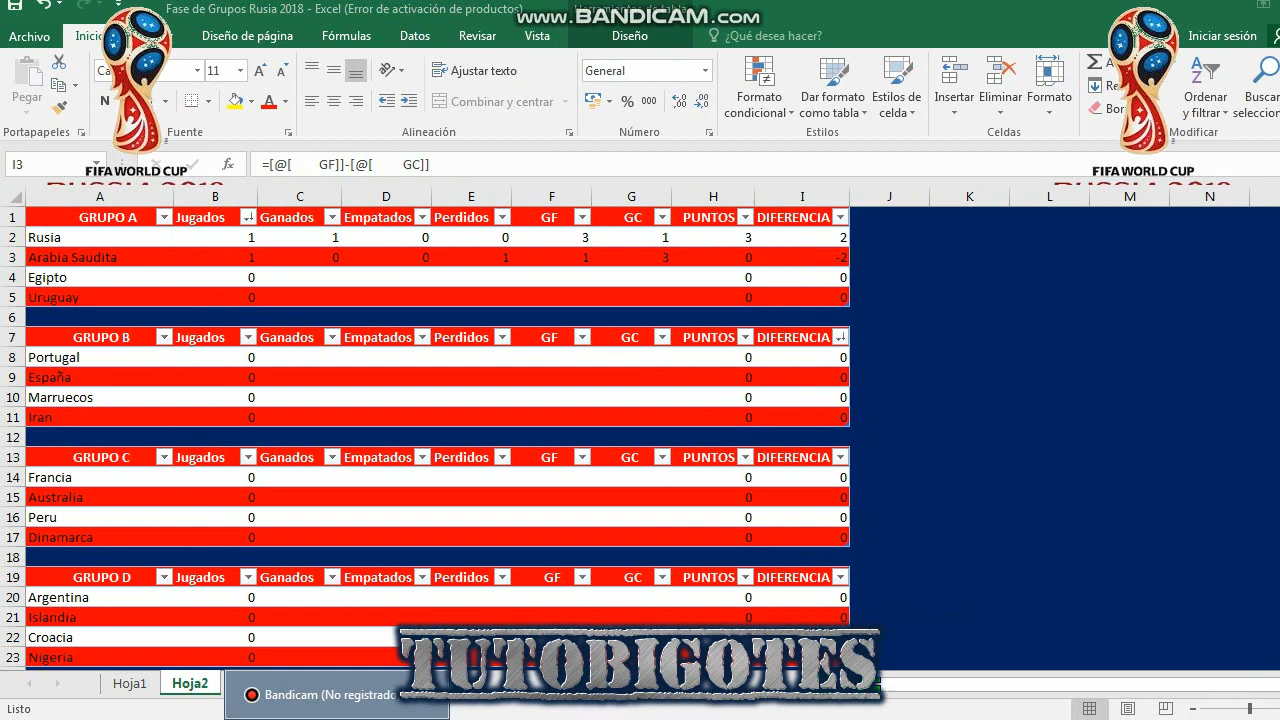 Fase de Grupos Rusia 2018 - Excel (Error de activación de productos)
www.BANDICAM.com
Archivo Inicio Diseño de página Fórmulas Datos Revisar Vista Diseño ¿Qué desea hacer? Iniciar sesión
Pegar
Ca 11
N
Ajustar texto
Combinar y centrar
General
% 000
Formato condicional
Dar formato como tabla
Estilos de celda
Insertar Eliminar Formato
Ordenar y filtrar
Buscar
Portapapeles Fuente Alineación Número Estilos Celdas Modificar
I3 fx =[@[ GF]]-[@[ GC]]
FIFA WORLD CUP
FIFA WORLD CUP
A B C D E F G H I J K L M N
1 GRUPO A Jugados Ganados Empatados Perdidos GF GC PUNTOS DIFERENCIA
2 Rusia 1 1 0 0 3 1 3 2
3 Arabia Saudita 1 0 0 1 1 3 0 -2
4 Egipto 0 0 0
5 Uruguay 0 0 0
6
7 GRUPO B Jugados Ganados Empatados Perdidos GF GC PUNTOS DIFERENCIA
8 Portugal 0 0 0
9 España 0 0 0
10 Marruecos 0 0 0
11 Iran 0 0 0
12
13 GRUPO C Jugados Ganados Empatados Perdidos GF GC PUNTOS DIFERENCIA
14 Francia 0 0 0
15 Australia 0 0 0
16 Peru 0 0 0
17 Dinamarca 0 0 0
18
19 GRUPO D Jugados Ganados Empatados Perdidos GF GC PUNTOS DIFERENCIA
20 Argentina 0 0 0
21 Islandia 0 0 0
22 Croacia 0
23 Nigeria 0
TUTOBIGOTES
Hoja1 Hoja2
Bandicam (No registrado
Listo